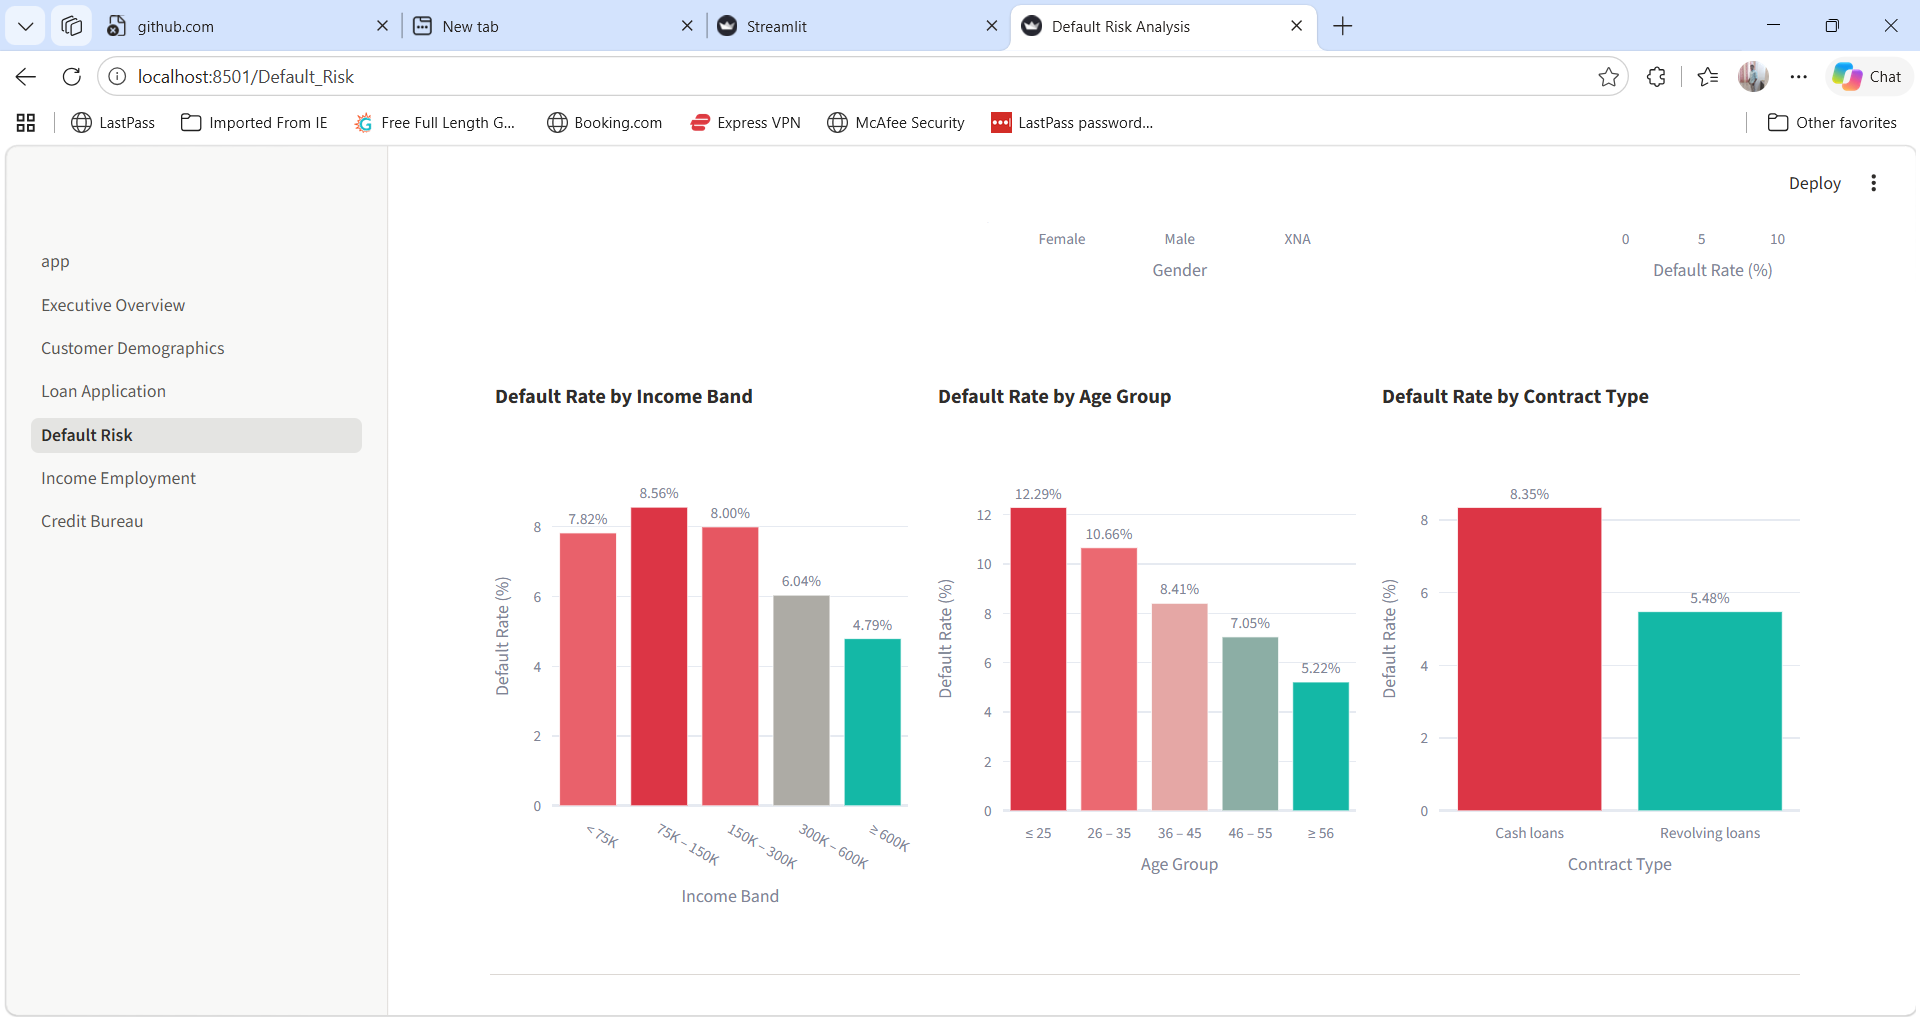 github.com
New tab
Streamlit
Default Risk Analysis
localhost:8501/Default_Risk
Chat
LastPass
Imported From IE
Free Full Length G...
Booking.com
Express VPN
McAfee Security
LastPass password...
Other favorites
Deploy
app
Executive Overview
Customer Demographics
Loan Application
Default Risk
Income Employment
Credit Bureau
Female Male XNA
Gender
0 5 10
Default Rate (%)
Default Rate by Income Band
Default Rate (%)
8
6
4
2
0
7.82%
8.56%
8.00%
6.04%
4.79%
< 75K
75K – 150K
150K – 300K
300K – 600K
≥ 600K
Income Band
Default Rate by Age Group
Default Rate (%)
12
10
8
6
4
2
0
12.29%
10.66%
8.41%
7.05%
5.22%
≤ 25
26 – 35
36 – 45
46 – 55
≥ 56
Age Group
Default Rate by Contract Type
Default Rate (%)
8
6
4
2
0
8.35%
5.48%
Cash loans
Revolving loans
Contract Type